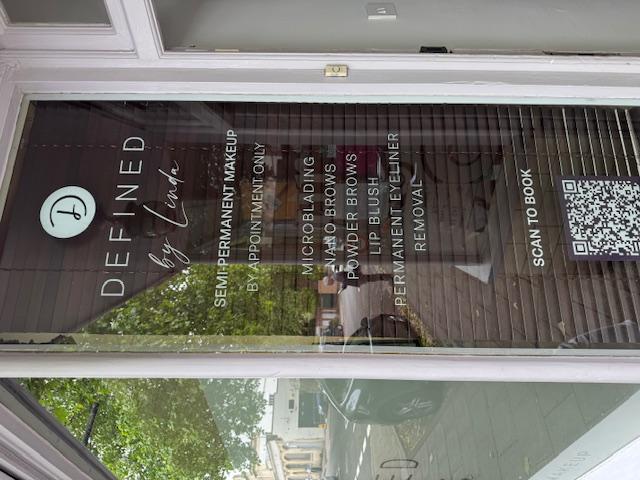 DEFINED
by Linda
SEMI-PERMANENT MAKEUP
BY APPOINTMENT ONLY
MICROBLADING
NANO BROWS
POWDER BROWS
LIP BLUSH
PERMANENT EYELINER
REMOVAL
SCAN TO BOOK